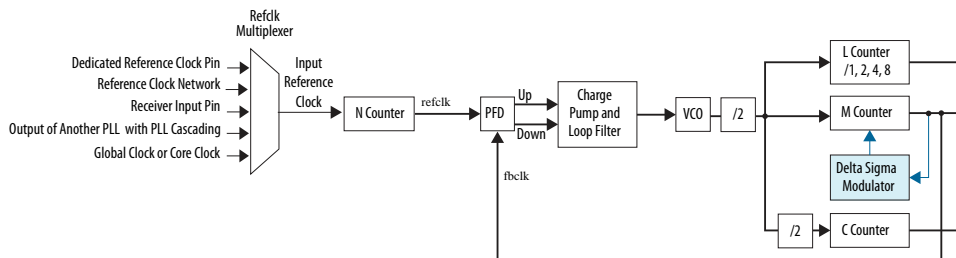 Refclk
Multiplexer
Dedicated Reference Clock Pin
Reference Clock Network
Receiver Input Pin
Output of Another PLL with PLL Cascading
Global Clock or Core Clock
Input
Reference
Clock
N Counter
refclk
PFD
Up
Down
fbclk
Charge
Pump and
Loop Filter
VCO
/2
L Counter
/1, 2, 4, 8
M Counter
Delta Sigma
Modulator
/2
C Counter